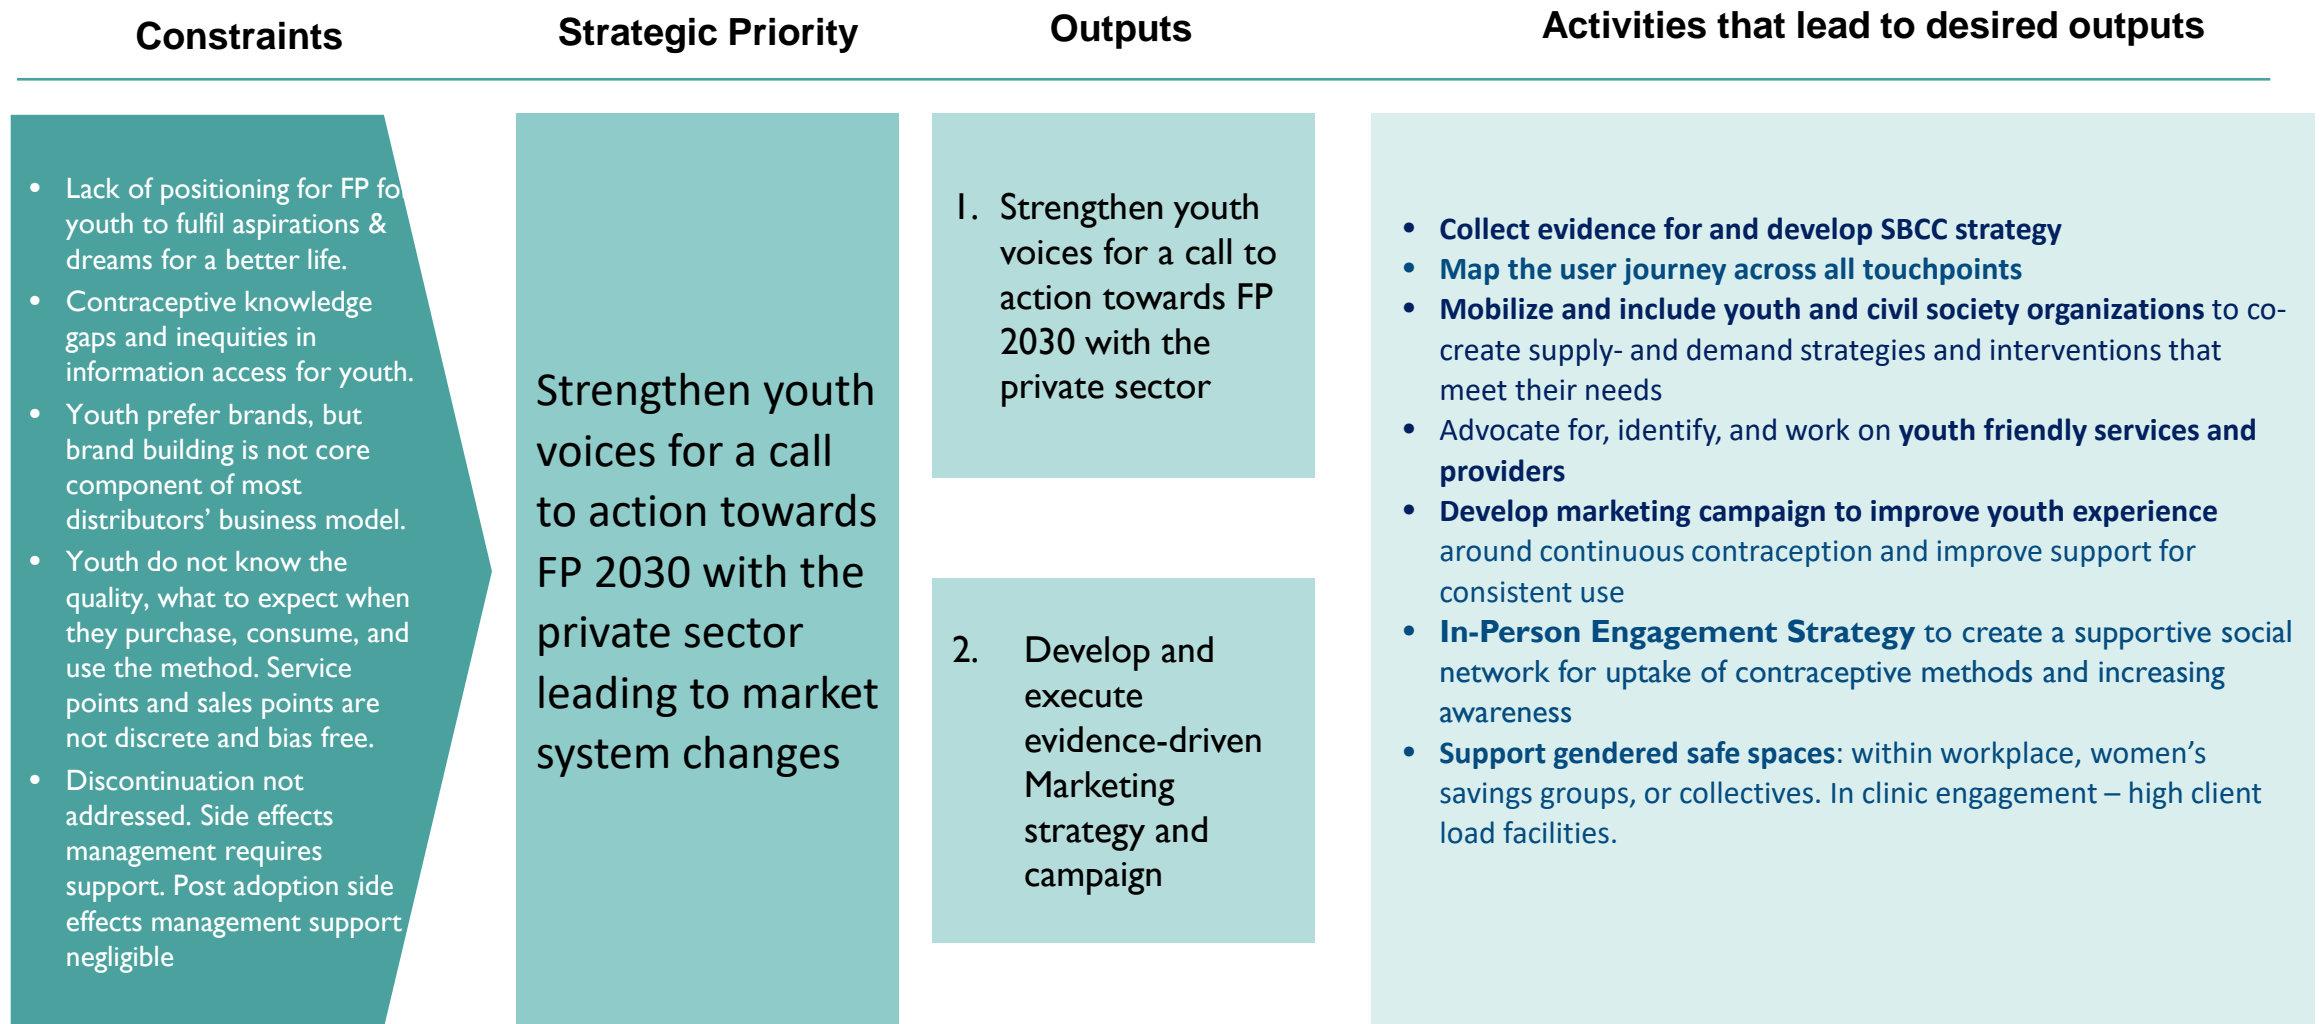 Constraints
Strategic Priority
Outputs
Activities that lead to desired outputs
• Lack of positioning for FP fo
youth to fulfil aspirations &
dreams for a better life.
• Contraceptive knowledge
gaps and inequities in
information access for youth.
• Youth prefer brands, but
brand building is not core
component of most
distributors’ business model.
• Youth do not know the
quality, what to expect when
they purchase, consume, and
use the method. Service
points and sales points are
not discrete and bias free.
• Discontinuation not
addressed. Side effects
management requires
support. Post adoption side
effects management support
negligible
Strengthen youth
voices for a call
to action towards
FP 2030 with the
private sector
leading to market
system changes
1. Strengthen youth
voices for a call to
action towards FP
2030 with the
private sector
2. Develop and
execute
evidence-driven
Marketing
strategy and
campaign
• Collect evidence for and develop SBCC strategy
• Map the user journey across all touchpoints
• Mobilize and include youth and civil society organizations to co-
create supply- and demand strategies and interventions that
meet their needs
• Advocate for, identify, and work on youth friendly services and
providers
• Develop marketing campaign to improve youth experience
around continuous contraception and improve support for
consistent use
• In-Person Engagement Strategy to create a supportive social
network for uptake of contraceptive methods and increasing
awareness
• Support gendered safe spaces: within workplace, women’s
savings groups, or collectives. In clinic engagement – high client
load facilities.